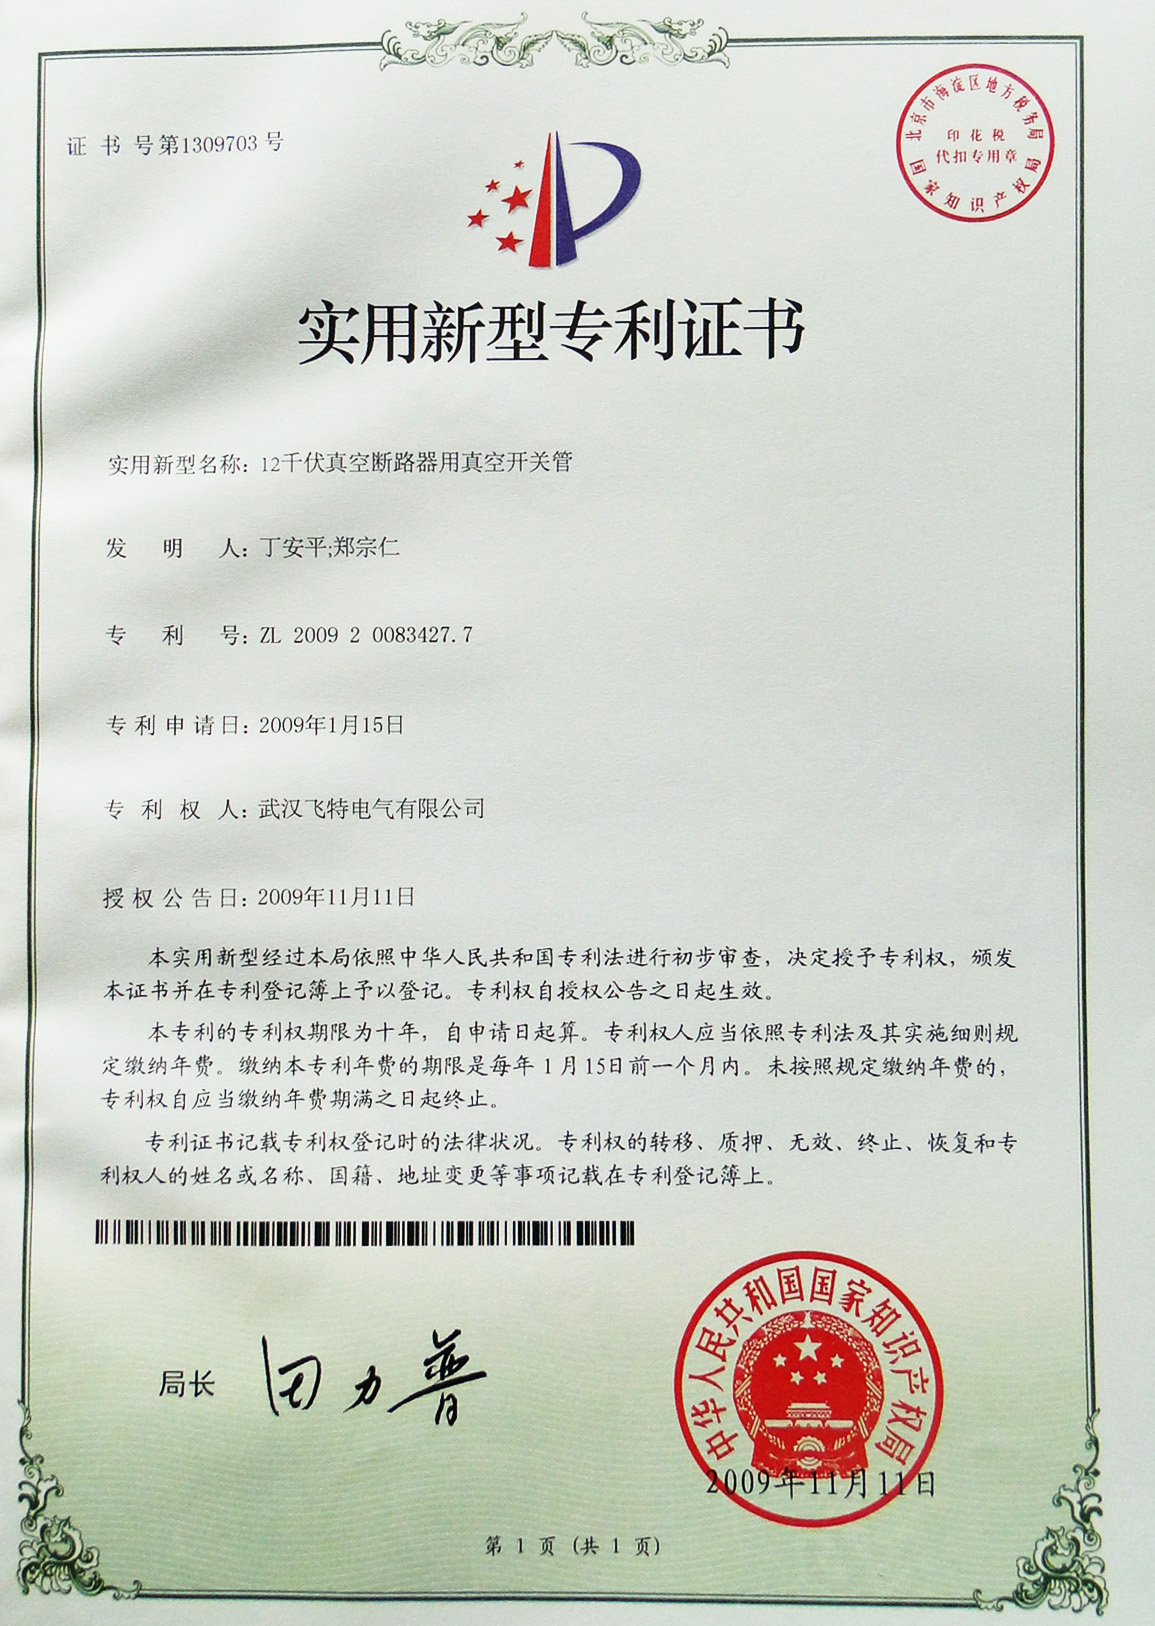 证书号第1309703号
北京市海淀区地方税务局
印花税
代扣专用章
国家知识产权局
实用新型专利证书
实用新型名称：12千伏真空断路器用真空开关管
发明人：丁安平;郑宗仁
专利号：ZL 2009 2 0083427.7
专利申请日：2009年1月15日
专利权人：武汉飞特电气有限公司
授权公告日：2009年11月11日
本实用新型经过本局依照中华人民共和国专利法进行初步审查，决定授予专利权，颁发
本证书并在专利登记簿上予以登记。专利权自授权公告之日起生效。
本专利的专利权期限为十年，自申请日起算。专利权人应当依照专利法及其实施细则规
定缴纳年费。缴纳本专利年费的期限是每年 1 月 15日前一个月内。未按照规定缴纳年费的，
专利权自应当缴纳年费期满之日起终止。
专利证书记载专利权登记时的法律状况。专利权的转移、质押、无效、终止、恢复和专
利权人的姓名或名称、国籍、地址变更等事项记载在专利登记簿上。
局长 田力普
中华人民共和国国家知识产权局
2009年11月11日
第 1 页 (共 1 页)